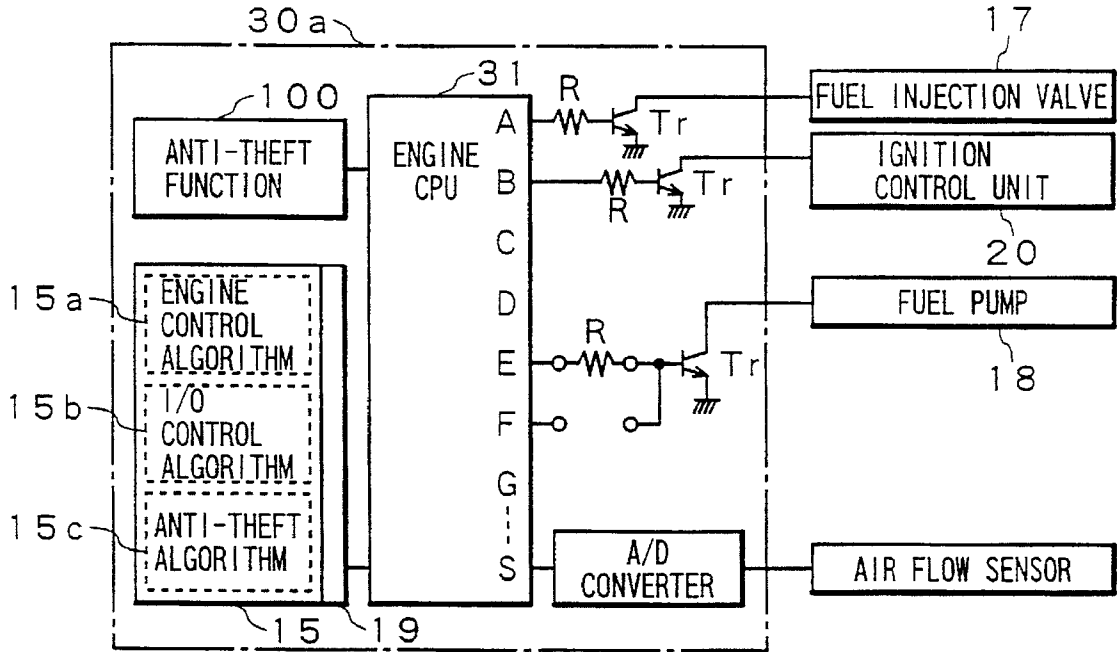 30a
17
31
100
R
A
Tr
FUEL INJECTION VALVE
ANTI-THEFT
FUNCTION
ENGINE
CPU
B
R
Tr
IGNITION
CONTROL UNIT
20
C
15a
ENGINE
CONTROL
ALGORITHM
D
FUEL PUMP
18
R
E
Tr
15b
I/O
CONTROL
ALGORITHM
F
G
15c
ANTI-THEFT
ALGORITHM
S
A/D
CONVERTER
AIR FLOW SENSOR
15
19